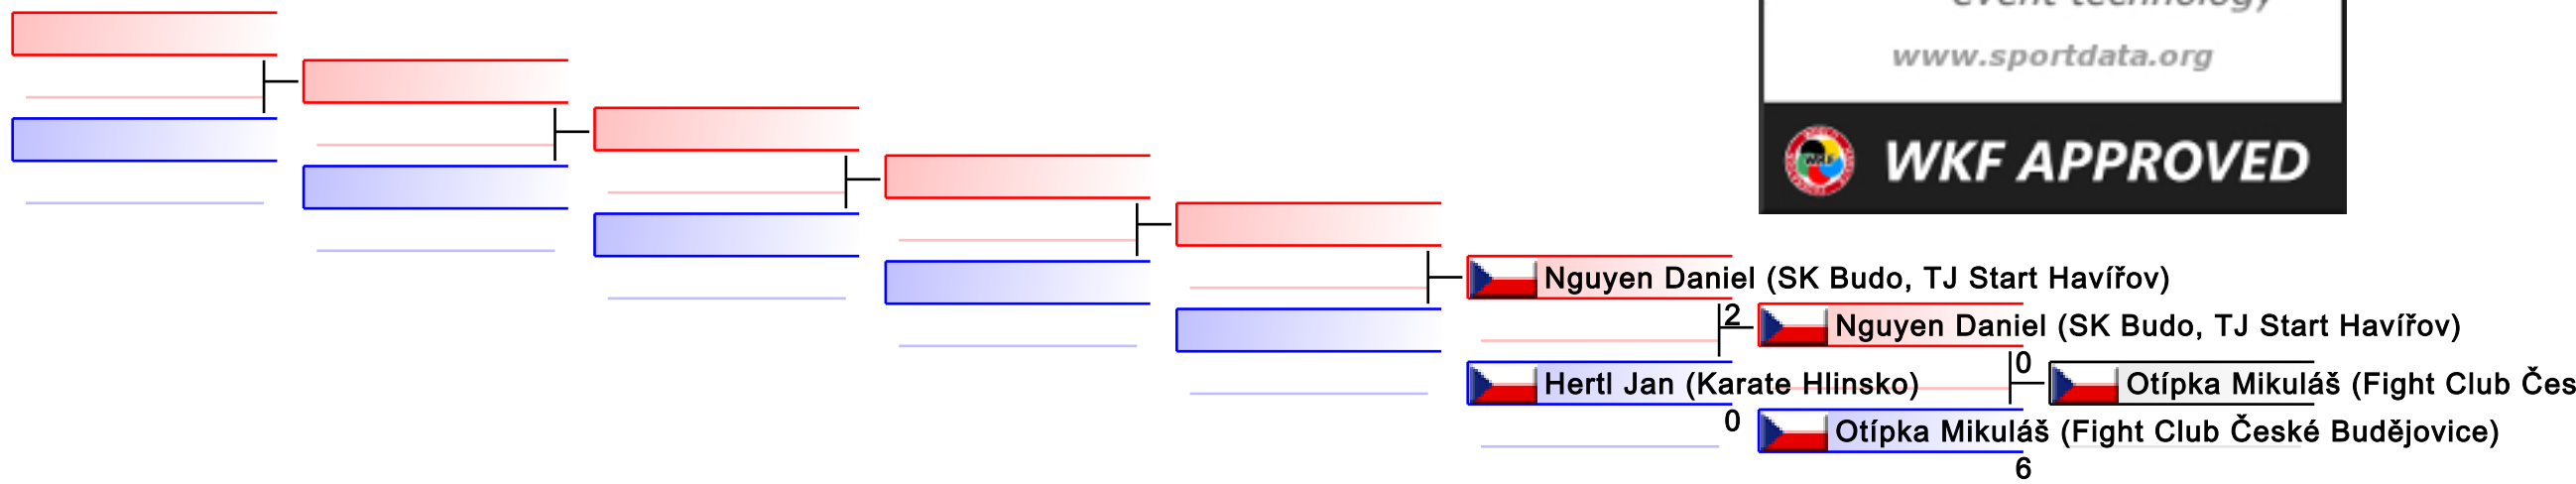 event technology
www.sportdata.org
WKF APPROVED
Nguyen Daniel (SK Budo, TJ Start Havířov)
2
Nguyen Daniel (SK Budo, TJ Start Havířov)
0
Hertl Jan (Karate Hlinsko)
Otípka Mikuláš (Fight Club Čes
0
Otípka Mikuláš (Fight Club České Budějovice)
6